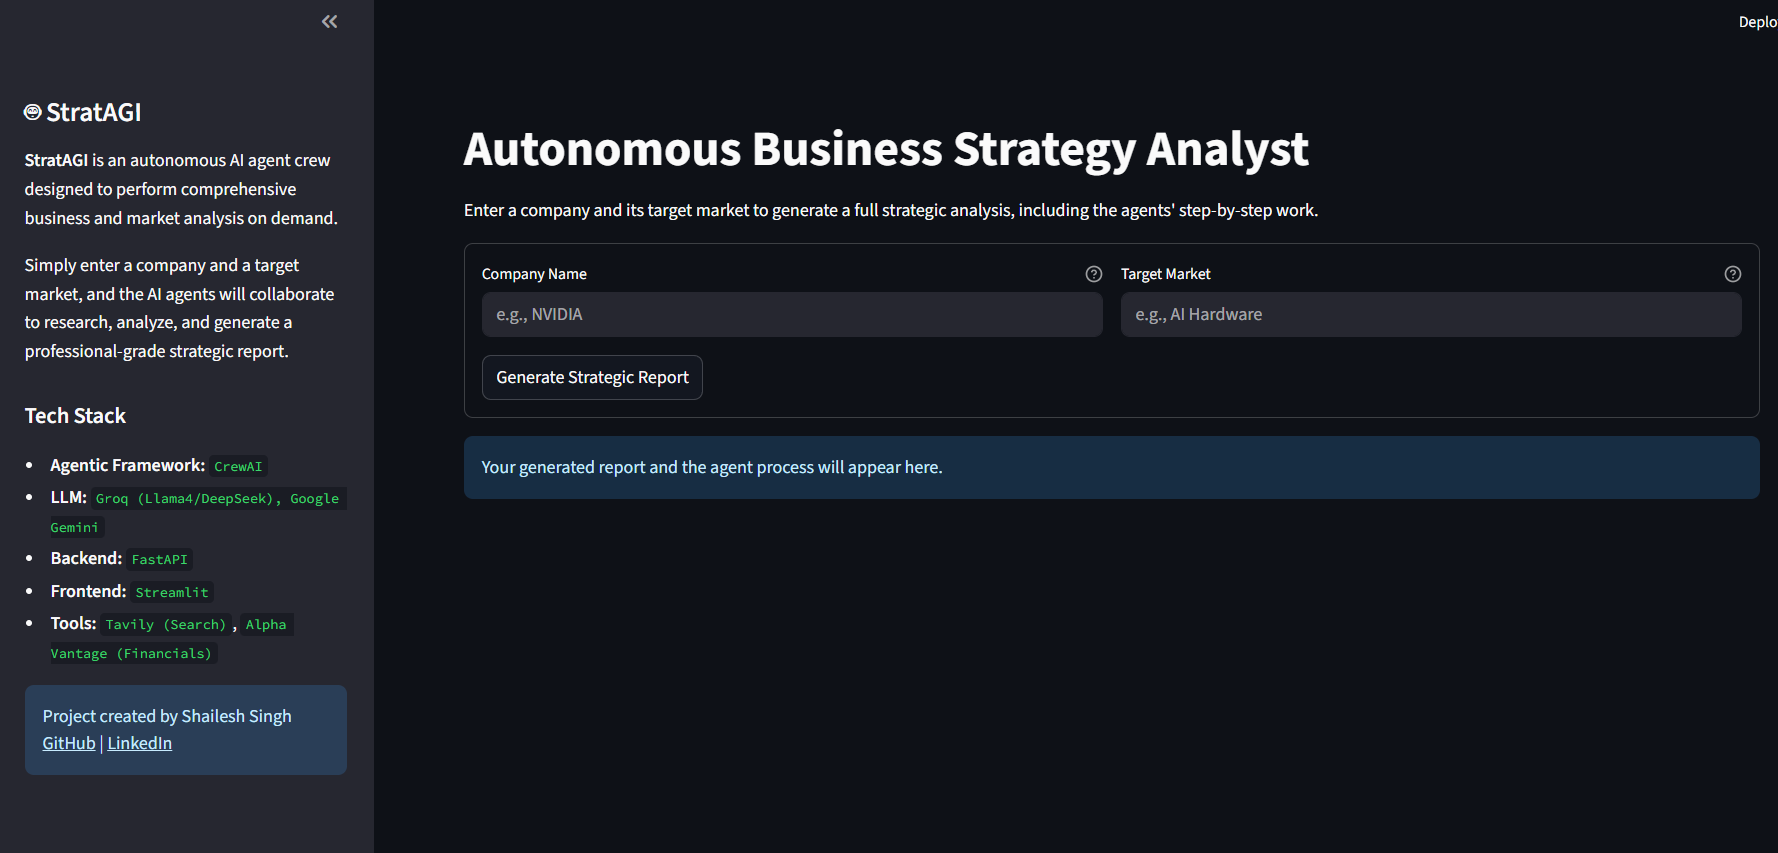 Deplo
StratAGI
StratAGI is an autonomous AI agent crew
designed to perform comprehensive
business and market analysis on demand.
Simply enter a company and a target
market, and the AI agents will collaborate
to research, analyze, and generate a
professional-grade strategic report.
Tech Stack
• Agentic Framework: CrewAI
• LLM: Groq (Llama4/DeepSeek), Google
Gemini
• Backend: FastAPI
• Frontend: Streamlit
• Tools: Tavily (Search) , Alpha
Vantage (Financials)
Project created by Shailesh Singh
GitHub | LinkedIn
Autonomous Business Strategy Analyst
Enter a company and its target market to generate a full strategic analysis, including the agents' step-by-step work.
Company Name
e.g., NVIDIA
Target Market
e.g., AI Hardware
Generate Strategic Report
Your generated report and the agent process will appear here.